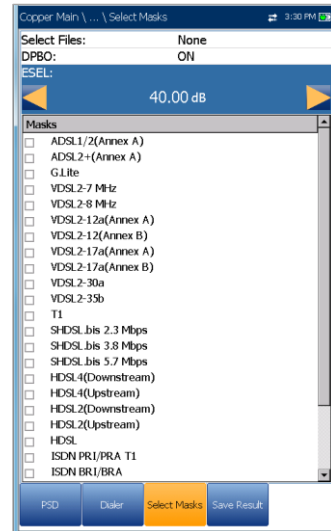 Copper Main \ ... \ Select Masks 3:30 PM
Select Files: None
DPBO: ON
ESEL:
40.00 dB
Masks
ADSL1/2(Annex A)
ADSL2+(Annex A)
G.Lite
VDSL2-7 MHz
VDSL2-8 MHz
VDSL2-12a(Annex A)
VDSL2-12(Annex B)
VDSL2-17a(Annex A)
VDSL2-17a(Annex B)
VDSL2-30a
VDSL2-35b
T1
SHDSL.bis 2.3 Mbps
SHDSL.bis 3.8 Mbps
SHDSL.bis 5.7 Mbps
HDSL4(Downstream)
HDSL4(Upstream)
HDSL2(Downstream)
HDSL2(Upstream)
HDSL
ISDN PRI/PRA T1
ISDN BRI/BRA
PSD Dialer Select Masks Save Result